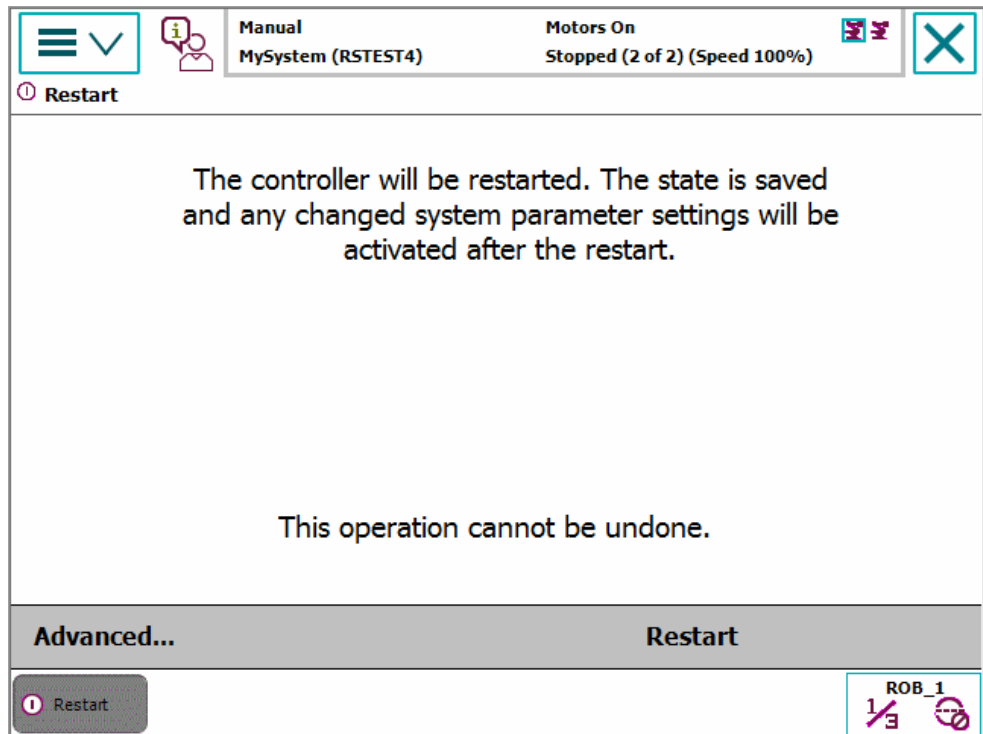 Manual
MySystem (RSTEST4)
Motors On
Stopped (2 of 2) (Speed 100%)
Restart
The controller will be restarted. The state is saved
and any changed system parameter settings will be
activated after the restart.
This operation cannot be undone.
Advanced...
Restart
Restart
ROB_1
1/3